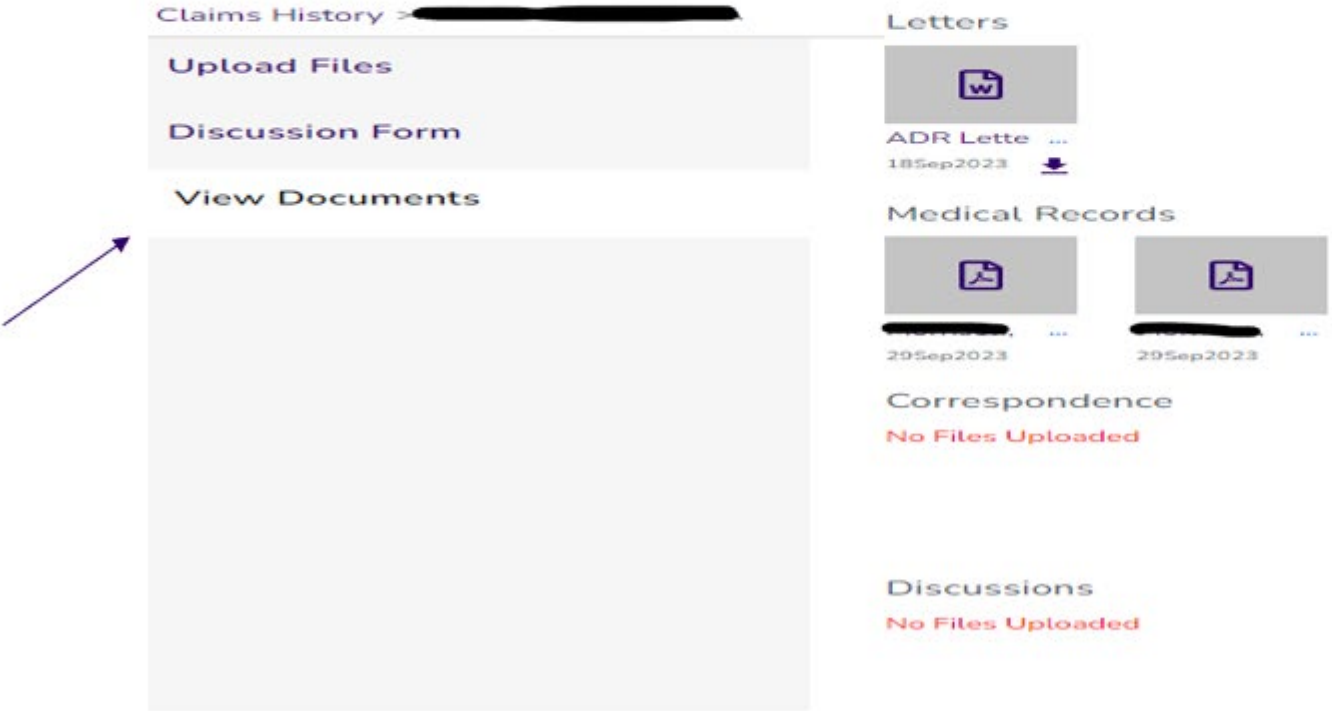 Claims History >
Upload Files
Discussion Form
View Documents
Letters
W
ADR Lette ...
18Sep2023
Medical Records
... ...
29Sep2023 29Sep2023
Correspondence
No Files Uploaded
Discussions
No Files Uploaded